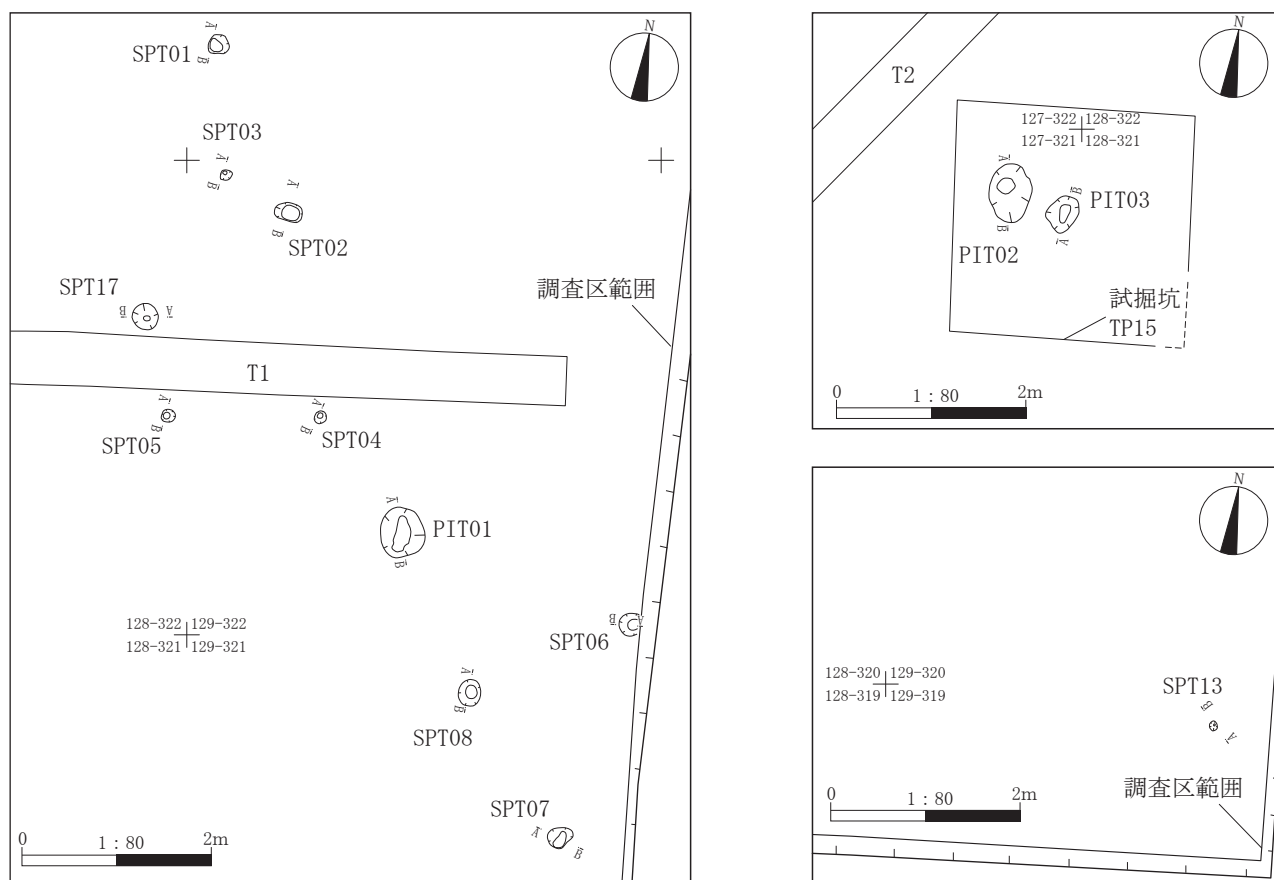 N
A
SPT01
B
SPT03
A
B
A
SPT02
B
SPT17
B
A
調査区範囲
T1
A
SPT05
B
A
SPT04
B
A
PIT01
B
128-322 129-322
128-321 129-321
B
A
SPT06
A
SPT08
B
SPT07
A
B
0 1：80 2m
N
T2
127-322 128-322
127-321 128-321
A
B
PIT03
PIT02
B
A
試掘坑
TP15
0 1：80 2m
N
128-320 129-320
128-319 129-319
SPT13
B
A
調査区範囲
0 1：80 2m